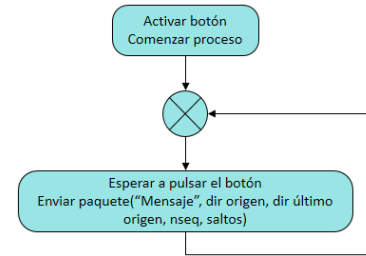 Activar botón
Comenzar proceso
Esperar a pulsar el botón
Enviar paquete(“Mensaje”, dir origen, dir último
origen, nseq, saltos)